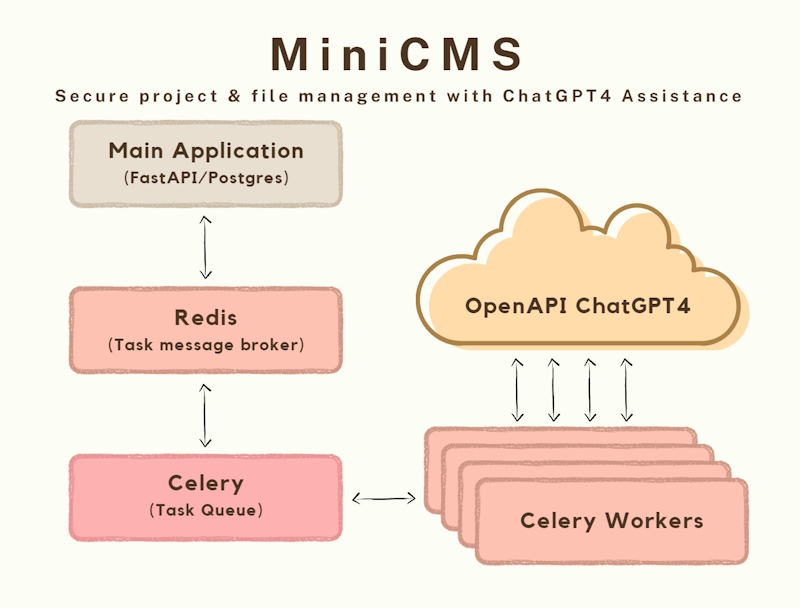 MiniCMS
Secure project & file management with ChatGPT4 Assistance
Main Application
(FastAPI/Postgres)
Redis
(Task message broker)
Celery
(Task Queue)
OpenAPI ChatGPT4
Celery Workers